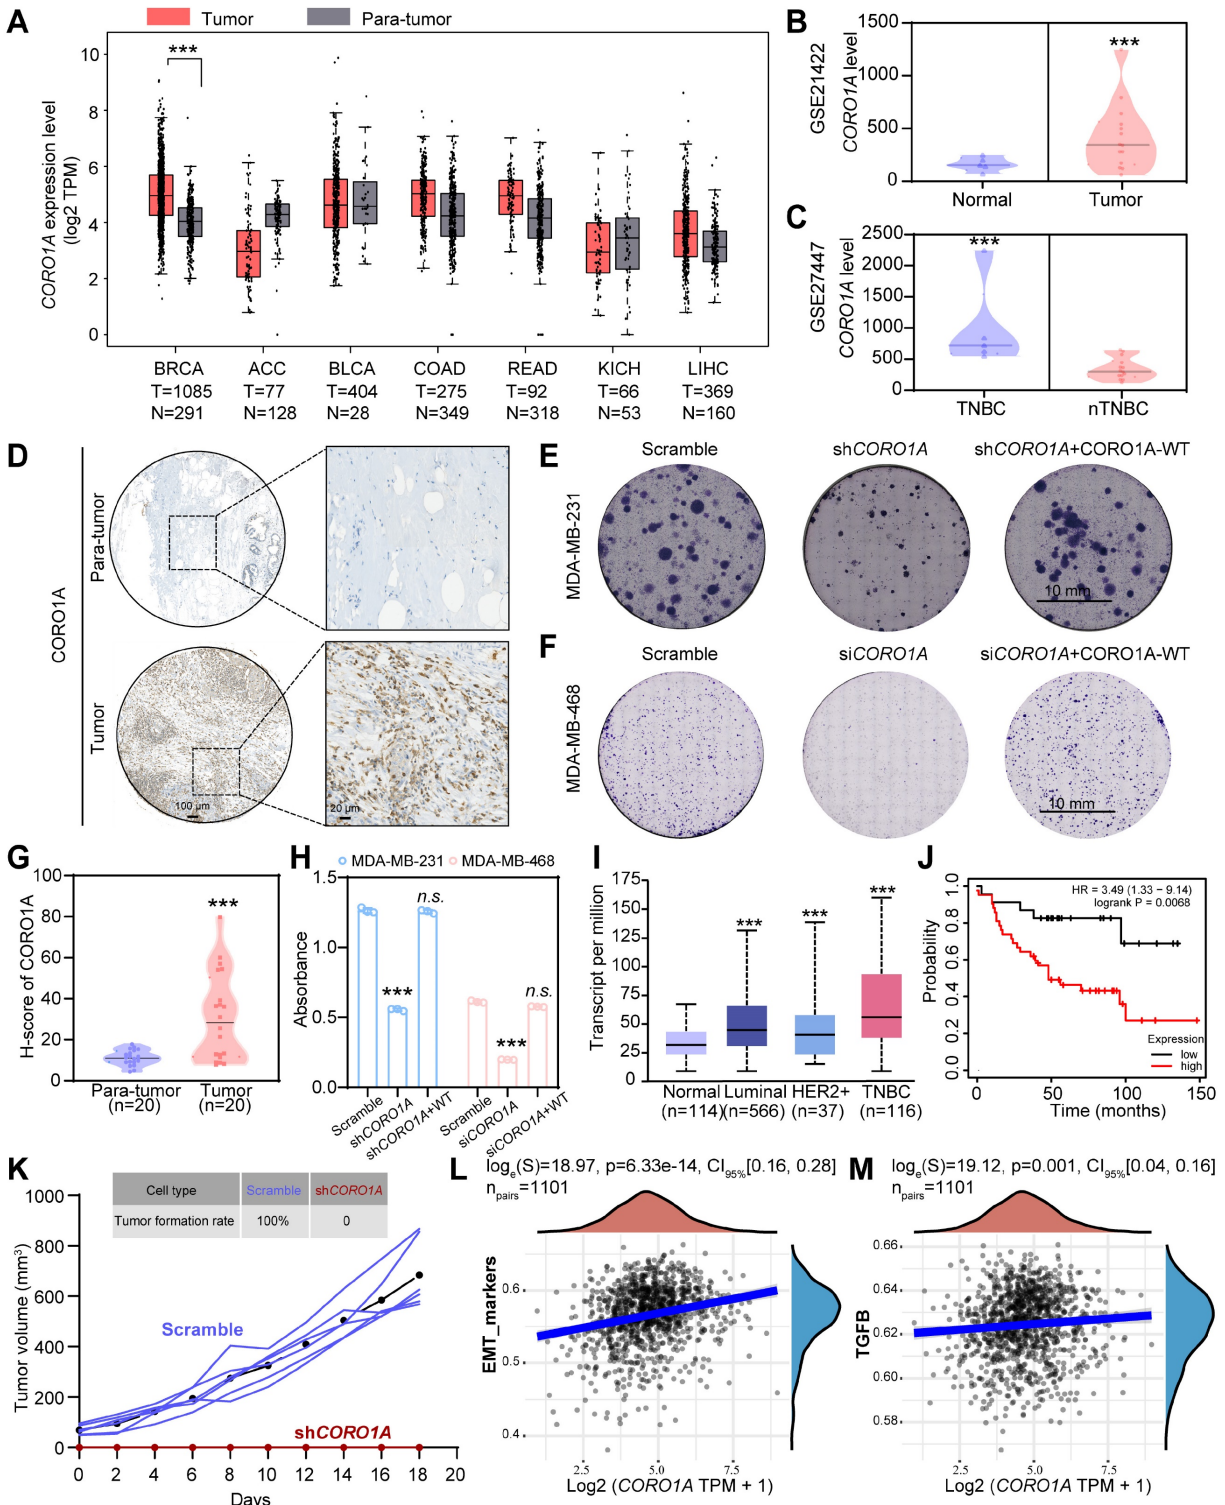 A
Tumor
Para-tumor
***
CORO1A expression level
(log2 TPM)
10
8
6
4
2
0
BRCA
T=1085
N=291
ACC
T=77
N=128
BLCA
T=404
N=28
COAD
T=275
N=349
READ
T=92
N=318
KICH
T=66
N=53
LIHC
T=369
N=160
B
GSE21422
CORO1A level
1500
1000
500
0
***
Normal
Tumor
C
GSE27447
CORO1A level
2500
2000
1500
1000
500
0
***
TNBC
nTNBC
D
CORO1A
Para-tumor
Tumor
100 μm
20 μm
E
MDA-MB-231
Scramble
shCORO1A
shCORO1A+CORO1A-WT
10 mm
F
MDA-MB-468
Scramble
siCORO1A
siCORO1A+CORO1A-WT
10 mm
G
H-score of CORO1A
100
80
60
40
20
0
***
Para-tumor
(n=20)
Tumor
(n=20)
H
MDA-MB-231
MDA-MB-468
Absorbance
1.5
1.0
0.5
0.0
***
n.s.
***
n.s.
Scramble
shCORO1A
shCORO1A+WT
Scramble
siCORO1A
siCORO1A+WT
I
Transcript per million
175
150
125
100
75
50
25
0
***
***
***
Normal
(n=114)
Luminal
(n=566)
HER2+
(n=37)
TNBC
(n=116)
J
Probability
1.0
0.8
0.6
0.4
0.2
0.0
HR = 3.49 (1.33 − 9.14)
logrank P = 0.0068
Expression
low
high
0
50
100
150
Time (months)
K
Tumor volume (mm3)
1000
800
600
400
200
0
Cell type
Scramble
shCORO1A
Tumor formation rate
100%
0
Scramble
shCORO1A
0
2
4
6
8
10
12
14
16
18
20
Days
L
loge(S)=18.97, p=6.33e-14, CI95%[0.16, 0.28]
npairs=1101
EMT_markers
0.6
0.5
0.4
2.5
5.0
7.5
Log2 (CORO1A TPM + 1)
M
loge(S)=19.12, p=0.001, CI95%[0.04, 0.16]
npairs=1101
TGFB
0.66
0.64
0.62
0.60
0.58
2.5
5.0
7.5
Log2 (CORO1A TPM + 1)